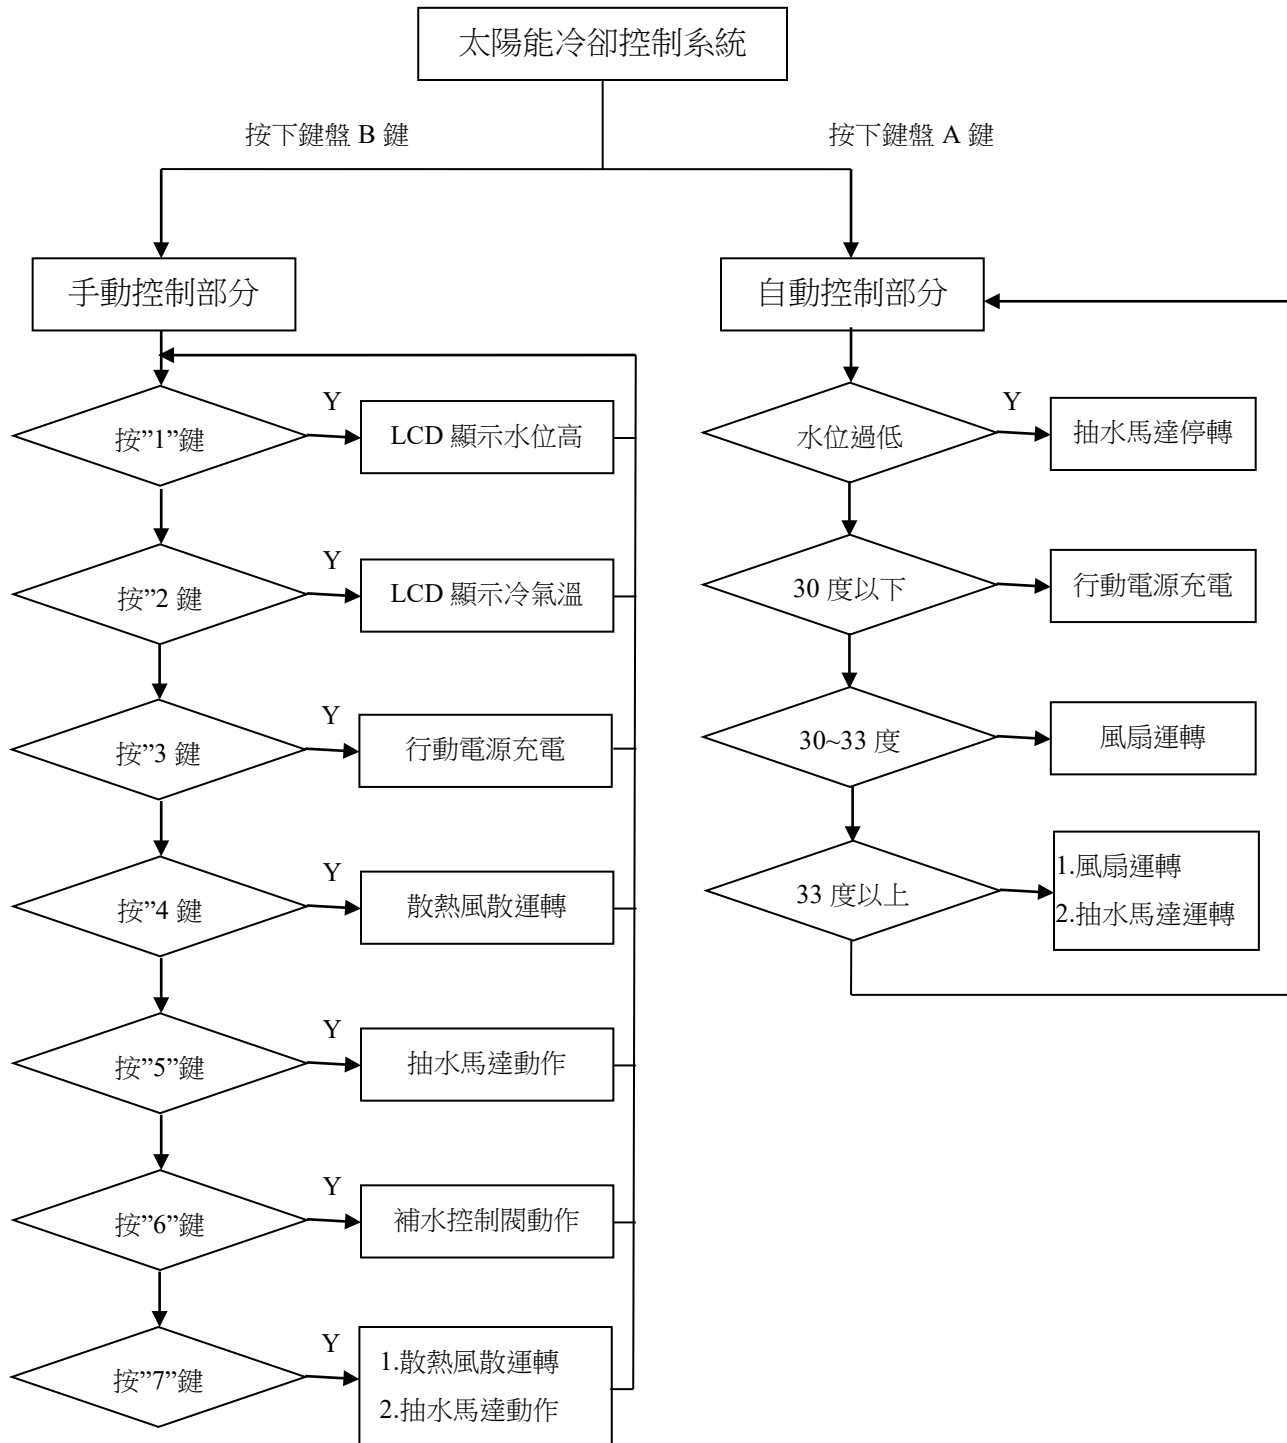 太陽能冷卻控制系統
按下鍵盤 B 鍵
按下鍵盤 A 鍵
手動控制部分
自動控制部分
按”1”鍵
Y
LCD 顯示水位高
按”2 鍵
Y
LCD 顯示冷氣溫
按”3 鍵
Y
行動電源充電
按”4 鍵
Y
散熱風散運轉
按”5”鍵
Y
抽水馬達動作
按”6”鍵
Y
補水控制閥動作
按”7”鍵
Y
1.散熱風散運轉
2.抽水馬達動作
水位過低
Y
抽水馬達停轉
30 度以下
行動電源充電
30~33 度
風扇運轉
33 度以上
1.風扇運轉
2.抽水馬達運轉